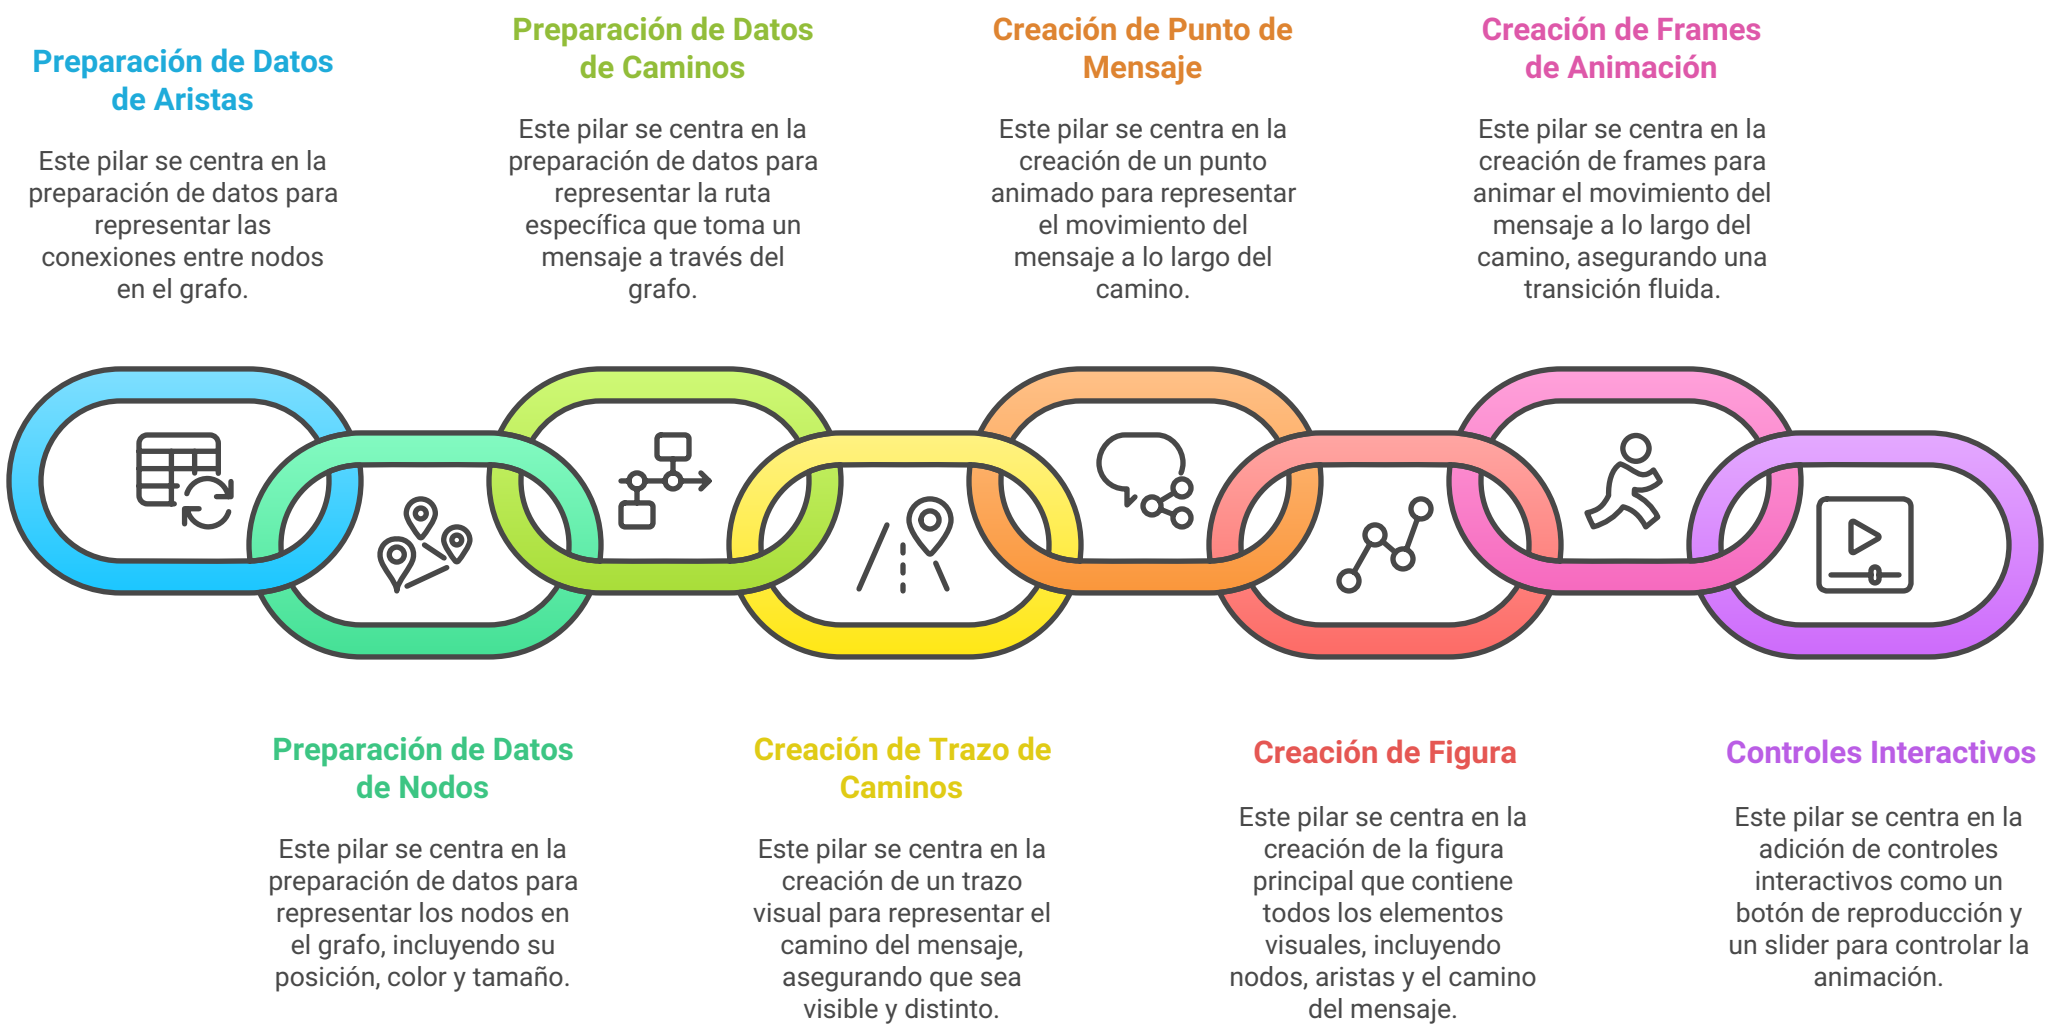 Preparación de Datos
de Aristas
Este pilar se centra en la
preparación de datos para
representar las
conexiones entre nodos
en el grafo.
Preparación de Datos
de Caminos
Este pilar se centra en la
preparación de datos para
representar la ruta
específica que toma un
mensaje a través del
grafo.
Creación de Punto de
Mensaje
Este pilar se centra en la
creación de un punto
animado para representar
el movimiento del
mensaje a lo largo del
camino.
Creación de Frames
de Animación
Este pilar se centra en la
creación de frames para
animar el movimiento del
mensaje a lo largo del
camino, asegurando una
transición fluida.
Preparación de Datos
de Nodos
Este pilar se centra en la
preparación de datos para
representar los nodos en
el grafo, incluyendo su
posición, color y tamaño.
Creación de Trazo de
Caminos
Este pilar se centra en la
creación de un trazo
visual para representar el
camino del mensaje,
asegurando que sea
visible y distinto.
Creación de Figura
Este pilar se centra en la
creación de la figura
principal que contiene
todos los elementos
visuales, incluyendo
nodos, aristas y el camino
del mensaje.
Controles Interactivos
Este pilar se centra en la
adición de controles
interactivos como un
botón de reproducción y
un slider para controlar la
animación.